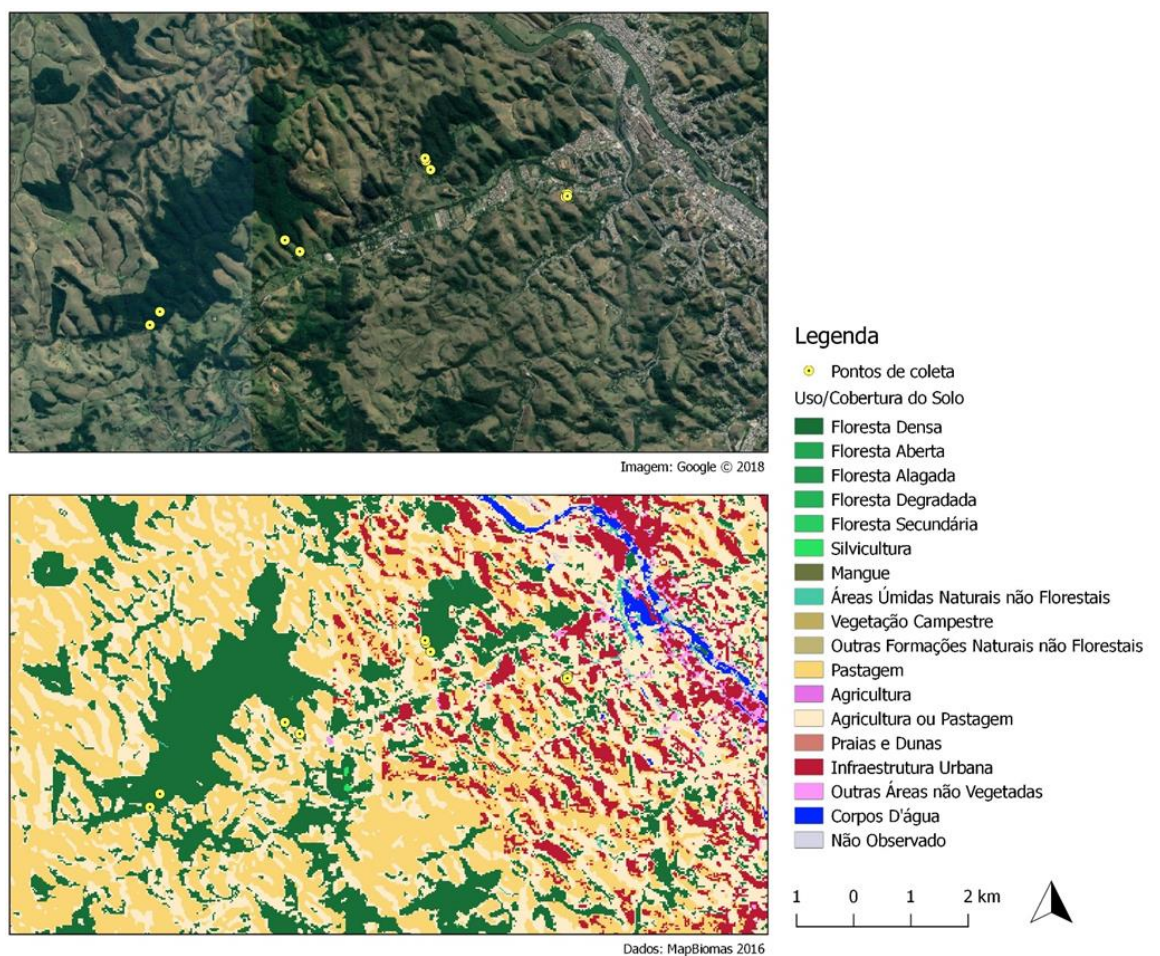 Imagem: Google © 2018
Legenda
Pontos de coleta
Uso/Cobertura do Solo
Floresta Densa
Floresta Aberta
Floresta Alagada
Floresta Degradada
Floresta Secundária
Silvicultura
Mangue
Áreas Úmidas Naturais não Florestais
Vegetação Campestre
Outras Formações Naturais não Florestais
Pastagem
Agricultura
Agricultura ou Pastagem
Praias e Dunas
Infraestrutura Urbana
Outras Áreas não Vegetadas
Corpos D'água
Não Observado
1 0 1 2 km
Dados: MapBiomas 2016